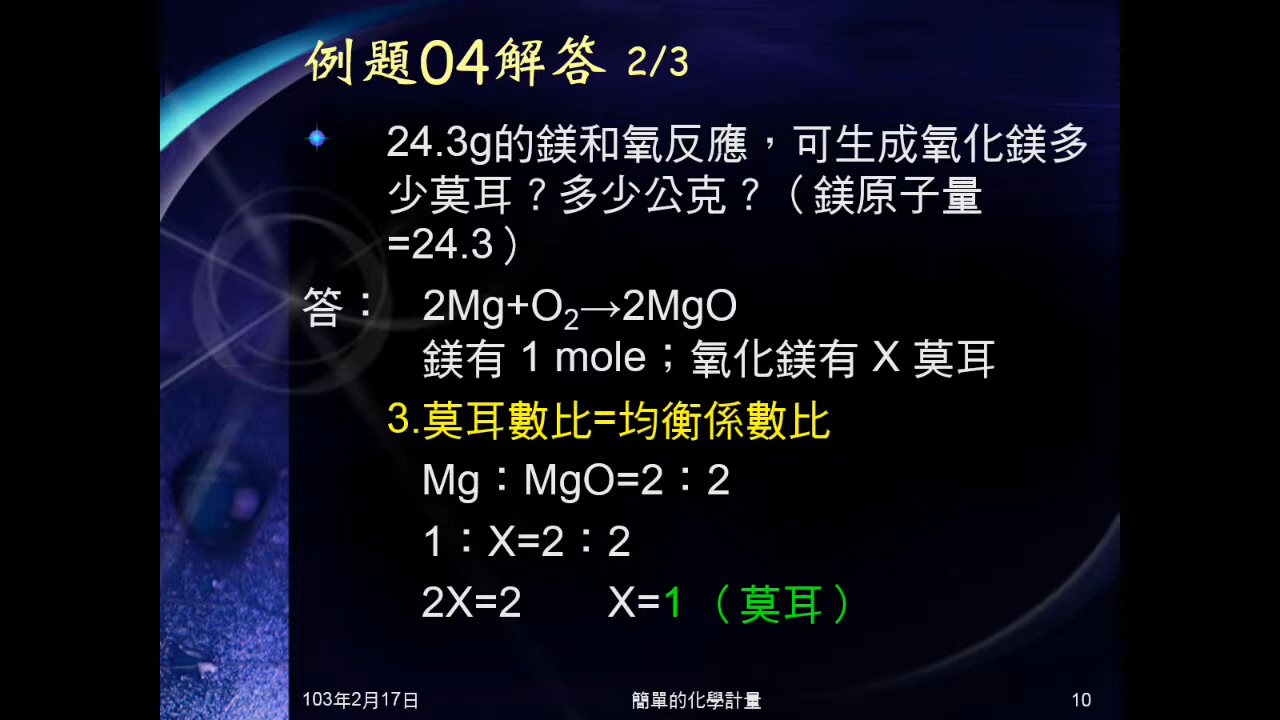 例題04解答 2/3
24.3g的鎂和氧反應，可生成氧化鎂多
少莫耳？多少公克？（鎂原子量
=24.3）
答： 2Mg+O₂→2MgO
鎂有 1 mole；氧化鎂有 X 莫耳
3.莫耳數比=均衡係數比
Mg：MgO=2：2
1：X=2：2
2X=2 X=1（莫耳）
103年2月17日 簡單的化學計量 10